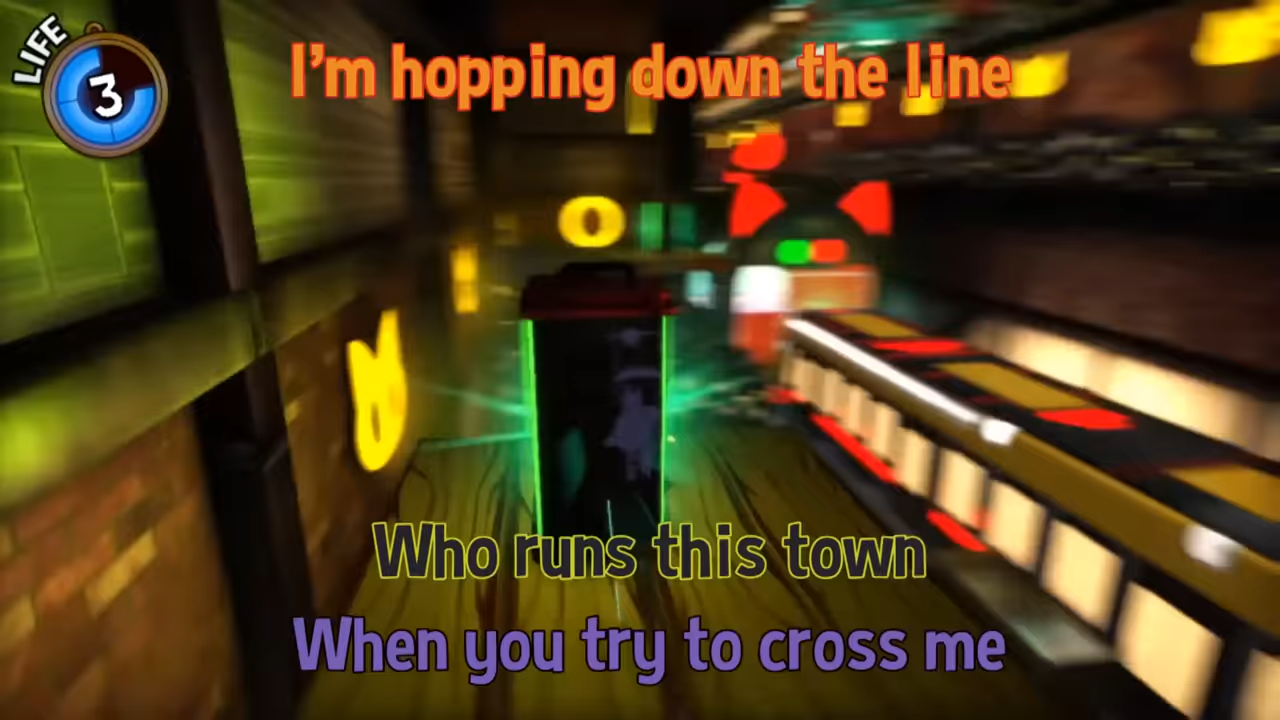 LIFE
3
I'm hopping down the line
Who runs this town
When you try to cross me